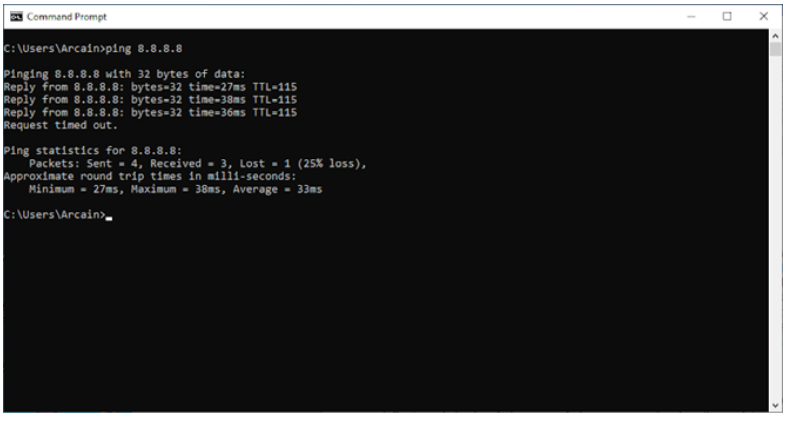 Command Prompt
C:\Users\Arcain>ping 8.8.8.8
Pinging 8.8.8.8 with 32 bytes of data:
Reply from 8.8.8.8: bytes=32 time=27ms TTL=115
Reply from 8.8.8.8: bytes=32 time=38ms TTL=115
Reply from 8.8.8.8: bytes=32 time=36ms TTL=115
Request timed out.
Ping statistics for 8.8.8.8:
Packets: Sent = 4, Received = 3, Lost = 1 (25% loss),
Approximate round trip times in milli-seconds:
Minimum = 27ms, Maximum = 38ms, Average = 33ms
C:\Users\Arcain>